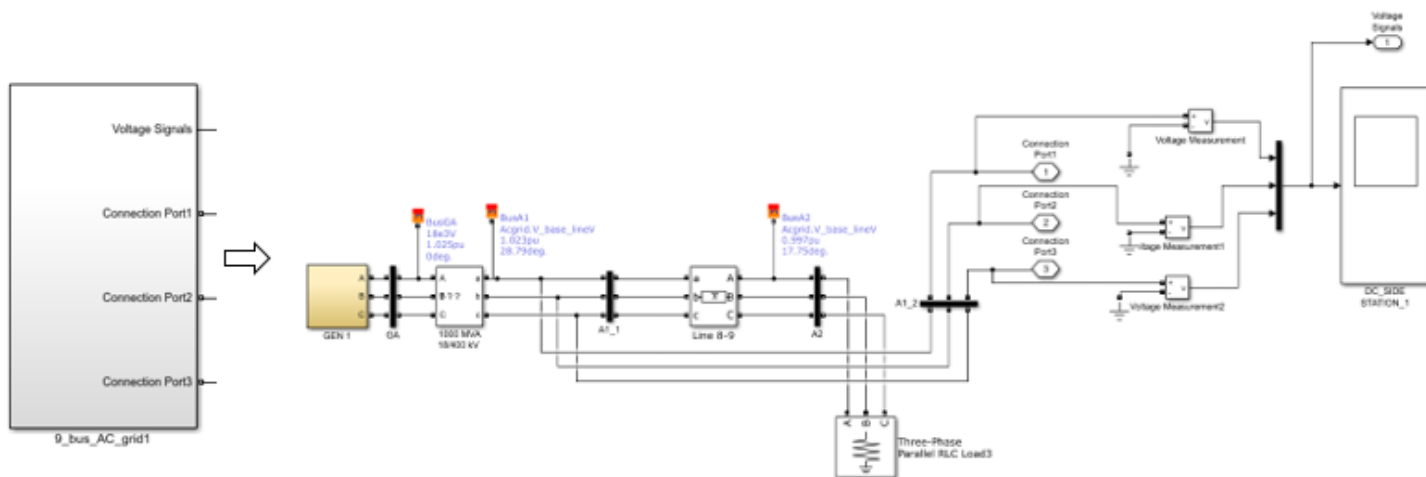 Voltage Signals
Connection Port1
Connection Port2
Connection Port3
9_bus_AC_grid1
BusGA
18e3V
1.025pu
0deg.
BusA1
Acgrid.V_base_lineV
1.023pu
28.79deg.
BusA2
Acgrid.V_base_lineV
0.997pu
17.75deg.
A
B
C
GEN 1
GA
A
B
C
a
b
c
1000 MVA
18/400 kV
A1_1
a
b
c
A
B
C
Line 8-9
A2
A
B
C
Three-Phase
Parallel RLC Load3
A1_2
Connection
Port1
1
Connection
Port2
2
Connection
Port3
3
+
-
v
Voltage Measurement
+
-
v
ltage Measurement1
+
-
v
Voltage Measurement2
Voltage
Signals
1
DC_SIDE
STATION_1